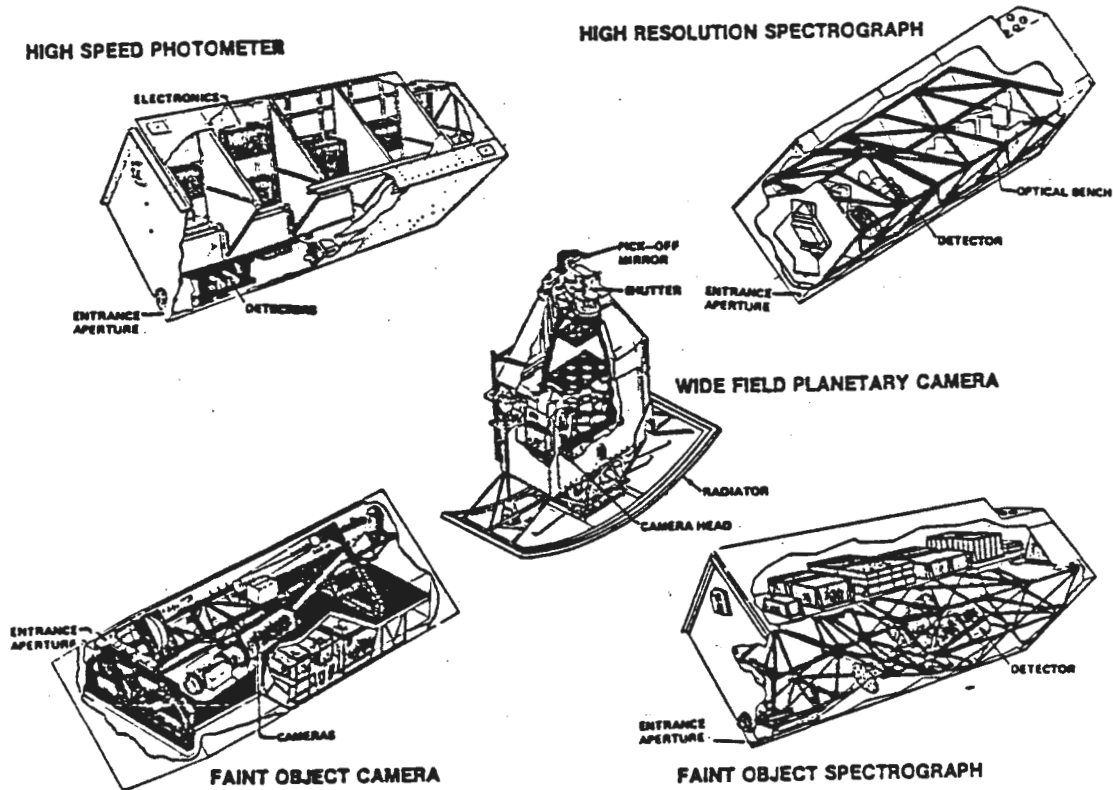 HIGH SPEED PHOTOMETER
ELECTRONICS
ENTRANCE
APERTURE
DETECTORS
HIGH RESOLUTION SPECTROGRAPH
OPTICAL BENCH
DETECTOR
ENTRANCE
APERTURE
PICK-OFF
MIRROR
SHUTTER
WIDE FIELD PLANETARY CAMERA
RADIATOR
CAMERA HEAD
ENTRANCE
APERTURE
CAMERAS
FAINT OBJECT CAMERA
DETECTOR
ENTRANCE
APERTURE
FAINT OBJECT SPECTROGRAPH